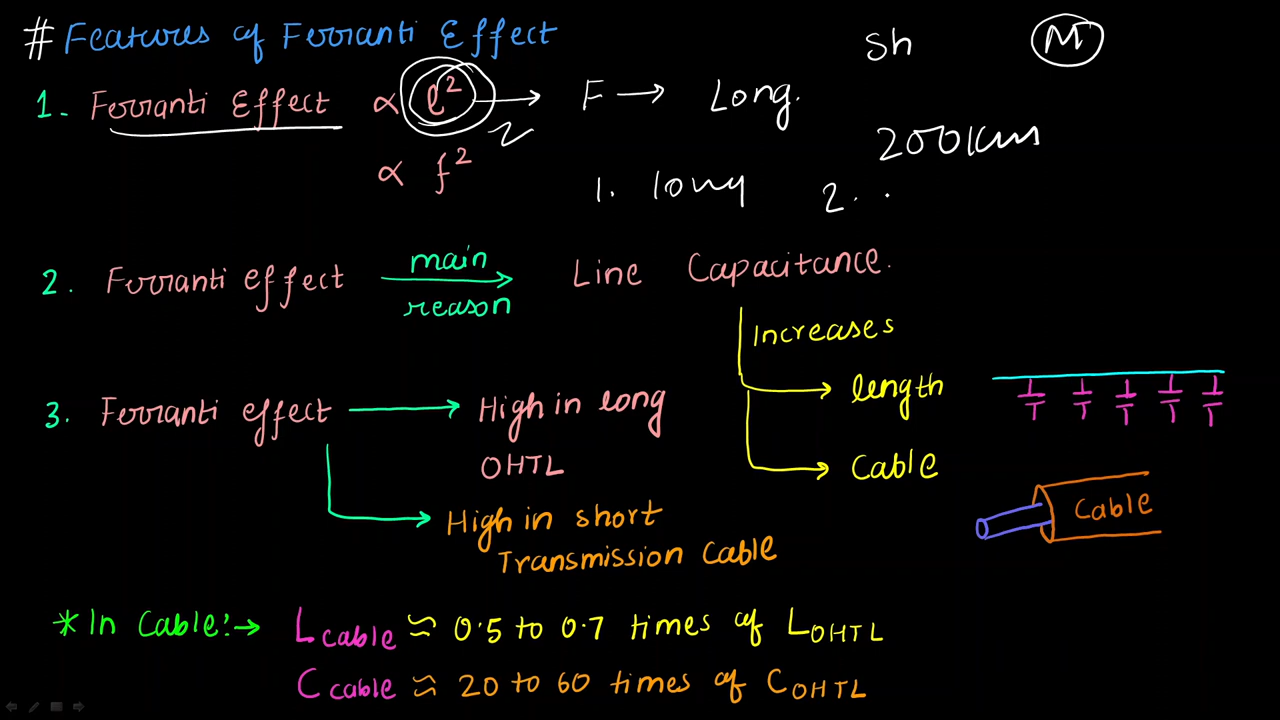 # Features of Ferranti Effect
Sh M
1. Ferranti Effect ∝ ℓ² → F → Long.
200kms
∝ f²
1. long 2.
2. Ferranti effect main reason Line Capacitance.
Increases
length
Cable
3. Ferranti effect → High in long
OHTL
High in short
Transmission Cable
Cable
* In Cable:→ Lcable ≈ 0.5 to 0.7 times of LOHTL
Ccable ≈ 20 to 60 times of COHTL